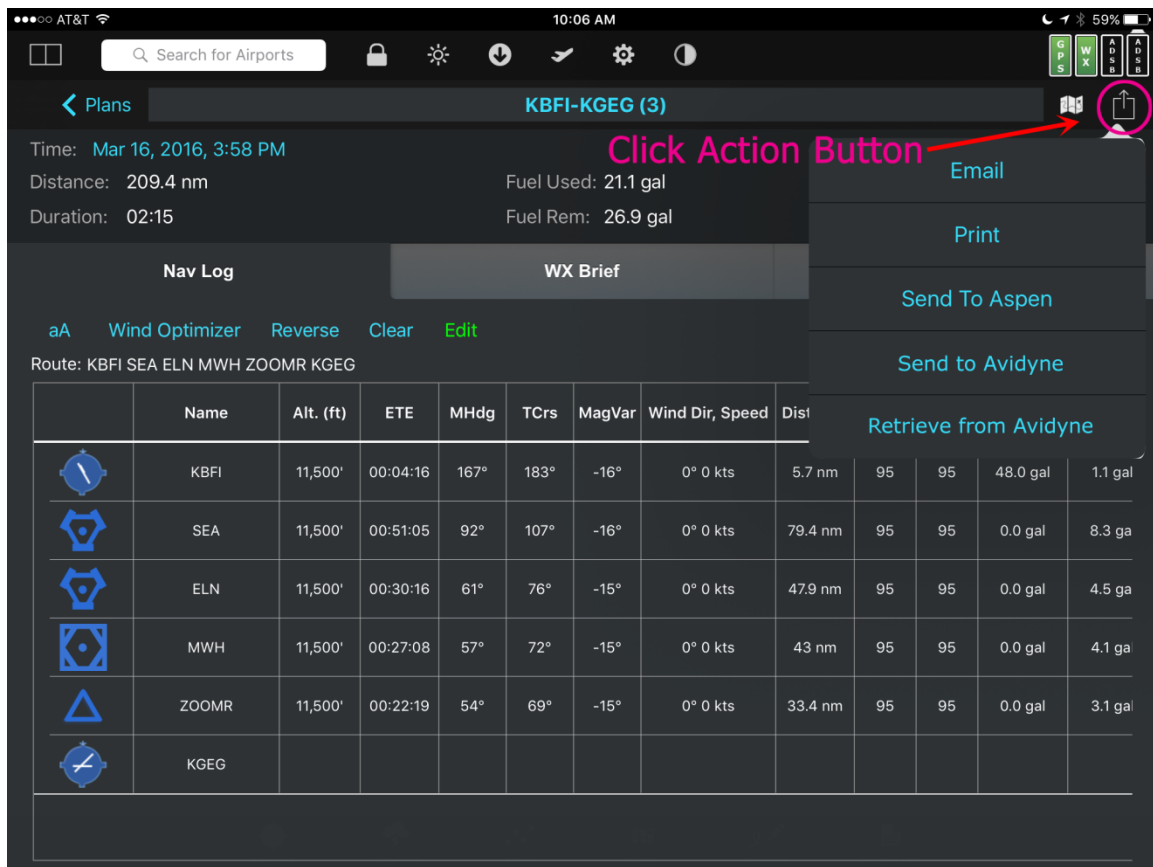 AT&T 10:06 AM 59%
Search for Airports GPS WX ADSB ADSB
Plans KBFI-KGEG (3)
Time: Mar 16, 2016, 3:58 PM
Click Action Button
Distance: 209.4 nm Fuel Used: 21.1 gal
Duration: 02:15 Fuel Rem: 26.9 gal
Email
Print
Send To Aspen
Send to Avidyne
Retrieve from Avidyne
Nav Log WX Brief
aA Wind Optimizer Reverse Clear Edit
Route: KBFI SEA ELN MWH ZOOMR KGEG
Name Alt. (ft) ETE MHdg TCrs MagVar Wind Dir, Speed Dist
KBFI 11,500' 00:04:16 167° 183° -16° 0° 0 kts 5.7 nm 95 95 48.0 gal 1.1 gal
SEA 11,500' 00:51:05 92° 107° -16° 0° 0 kts 79.4 nm 95 95 0.0 gal 8.3 ga
ELN 11,500' 00:30:16 61° 76° -15° 0° 0 kts 47.9 nm 95 95 0.0 gal 4.5 ga
MWH 11,500' 00:27:08 57° 72° -15° 0° 0 kts 43 nm 95 95 0.0 gal 4.1 ga
ZOOMR 11,500' 00:22:19 54° 69° -15° 0° 0 kts 33.4 nm 95 95 0.0 gal 3.1 gal
KGEG